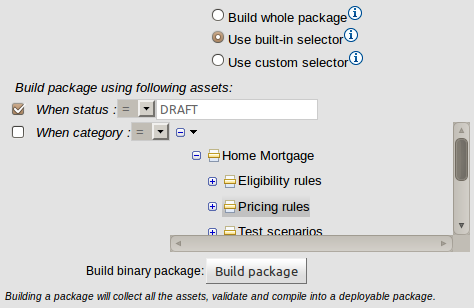 Build whole package
Use built-in selector
Use custom selector
Build package using following assets:
When status : = DRAFT
When category : =
Home Mortgage
Eligibility rules
Pricing rules
Test scenarios
Build binary package: Build package
Building a package will collect all the assets, validate and compile into a deployable package.